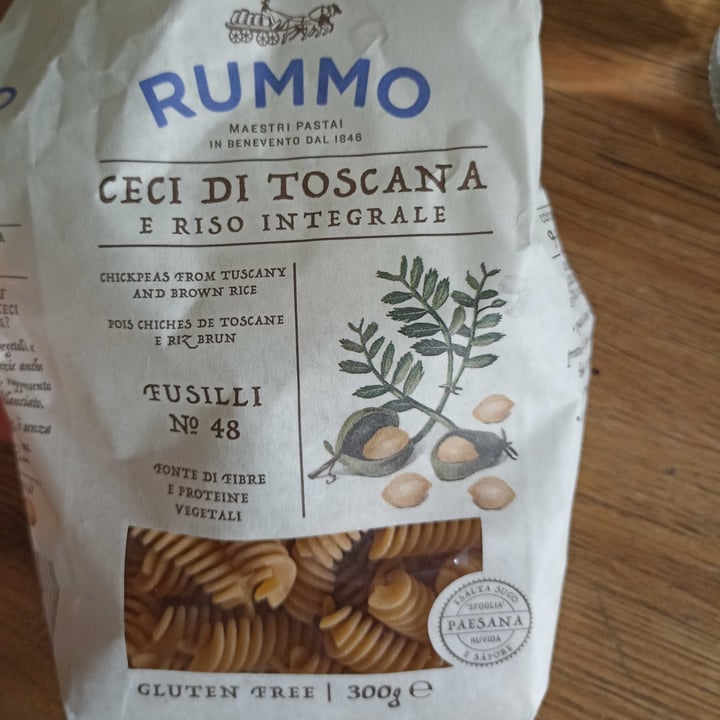 RUMMO
MAESTRI PASTAI
IN BENEVENTO DAL 1846
CECI DI TOSCANA
E RISO INTEGRALE
CHICKPEAS FROM TUSCANY
AND BROWN RICE
POIS CHICHES DE TOSCANE
E RIZ BRUN
FUSILLI
Nº 48
FONTE DI FIBRE
E PROTEINE
VEGETALI
ESALTA SUGO
"SFOGLIA"
PAESANA
RUVIDA
E SAPORE
GLUTEN FREE | 300g ℮
CECI
senza